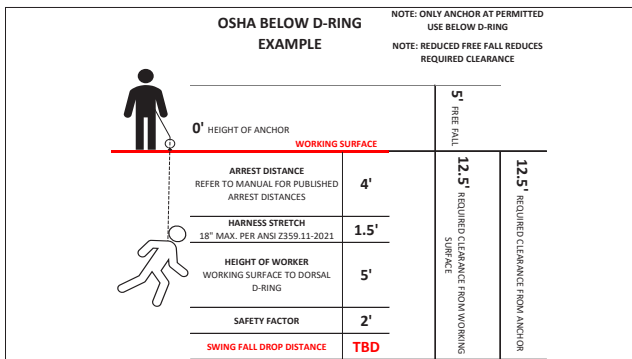 OSHA BELOW D-RING
EXAMPLE
NOTE: ONLY ANCHOR AT PERMITTED
USE BELOW D-RING
NOTE: REDUCED FREE FALL REDUCES
REQUIRED CLEARANCE
0' HEIGHT OF ANCHOR
WORKING SURFACE
5' FREE FALL
ARREST DISTANCE
REFER TO MANUAL FOR PUBLISHED
ARREST DISTANCES
4'
HARNESS STRETCH
18" MAX. PER ANSI Z359.11-2021
1.5'
HEIGHT OF WORKER
WORKING SURFACE TO DORSAL
D-RING
5'
SAFETY FACTOR
2'
SWING FALL DROP DISTANCE
TBD
12.5' REQUIRED CLEARANCE FROM WORKING
SURFACE
12.5' REQUIRED CLEARANCE FROM ANCHOR